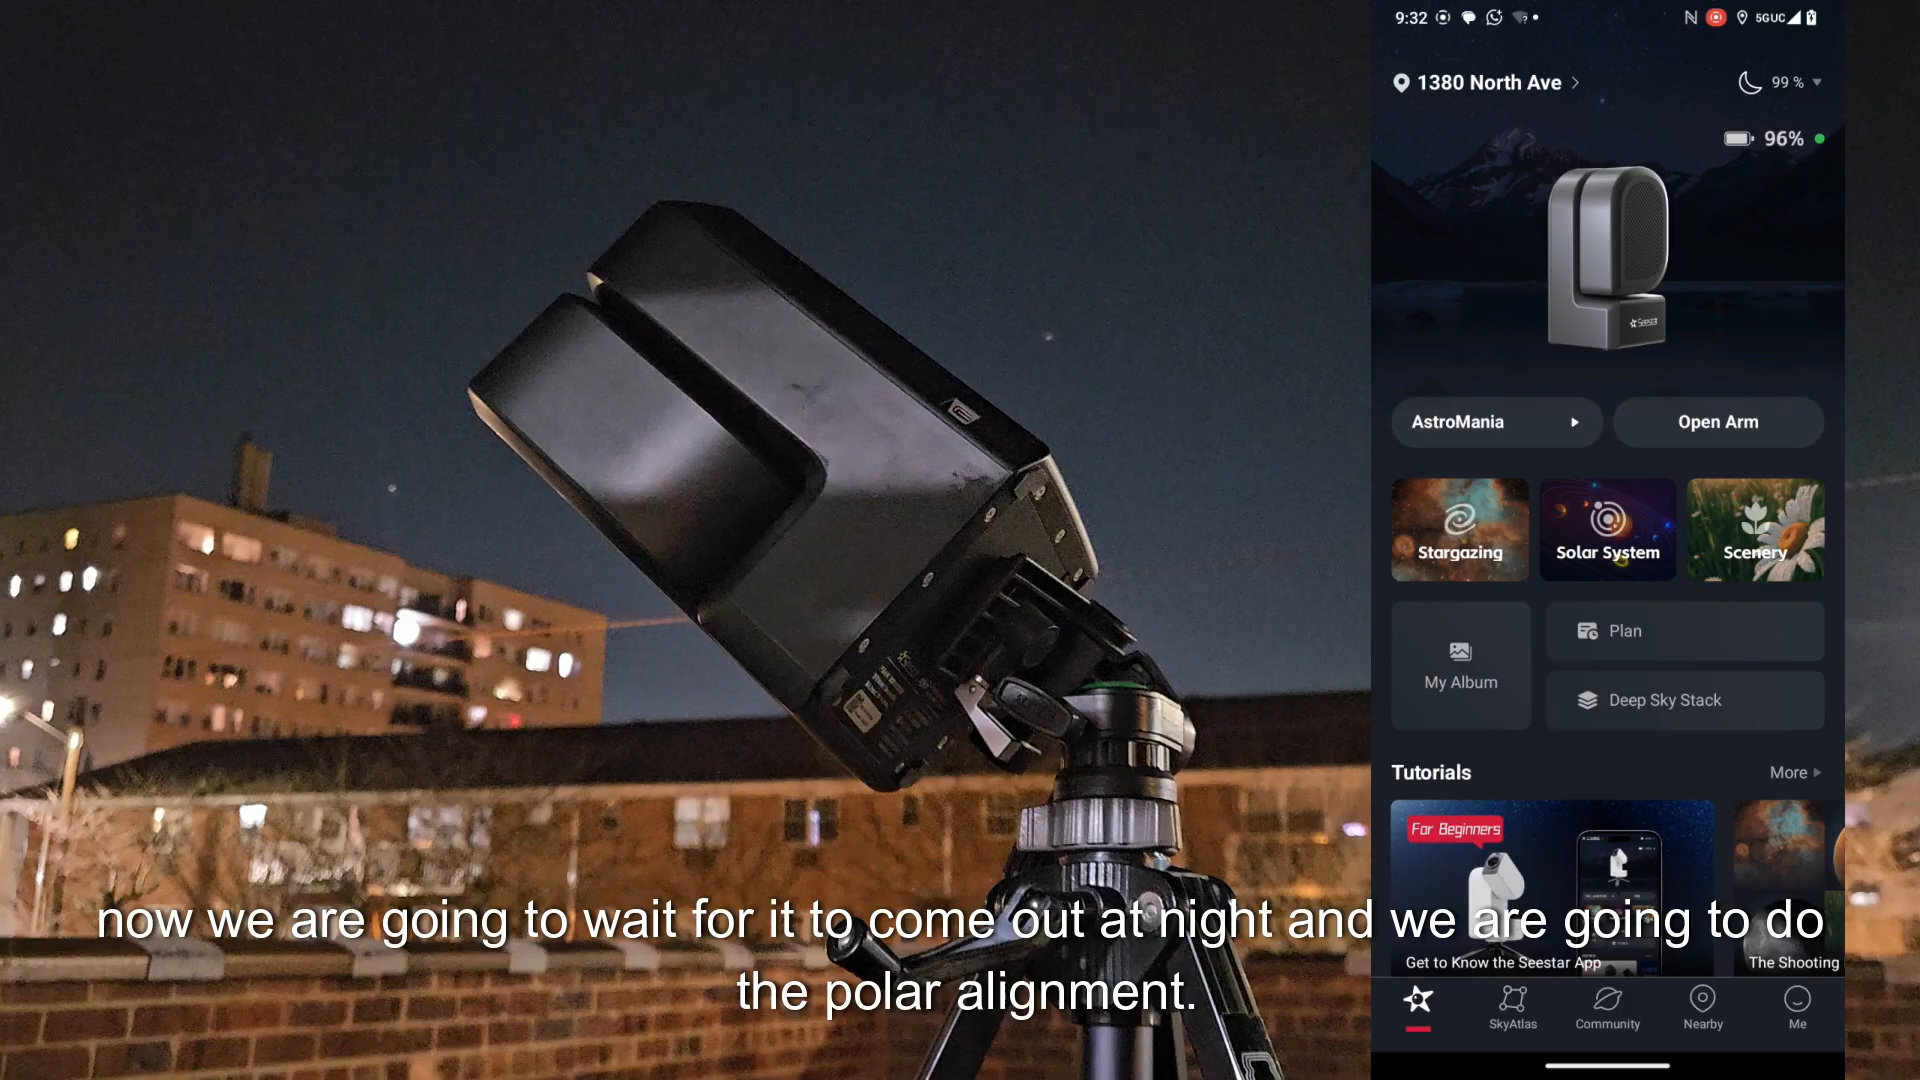 9:32
5GUC
1380 North Ave
99 %
96%
Seestar
AstroMania
Open Arm
Stargazing
Solar System
Scenery
My Album
Plan
Deep Sky Stack
Tutorials
More
For Beginners
now we are going to wait for it to come out at night and we are going to do
the polar alignment.
Get to Know the Seestar App
The Shooting
SkyAtlas
Community
Nearby
Me